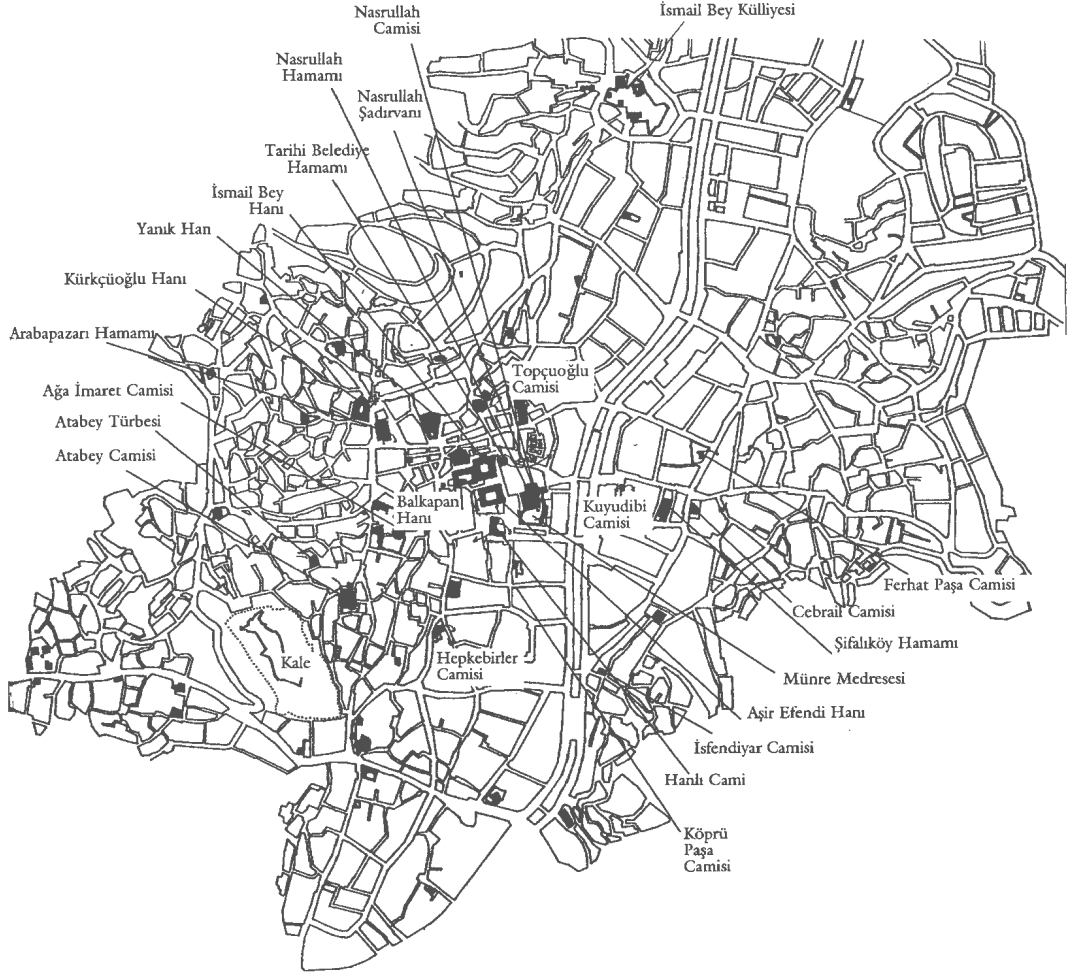 Nasrullah
Camisi
İsmail Bey Külliyesi
Nasrullah
Hamamı
Nasrullah
Şadırvanı
Tarihi Belediye
Hamamı
İsmail Bey
Hanı
Yanık Han
Kürkçüoğlu Hanı
Arabapazarı Hamamı
Ağa İmaret Camisi
Atabey Türbesi
Atabey Camisi
Topçuoğlu
Camisi
Balkapan
Hanı
Kuyudibi
Camisi
Ferhat Paşa Camisi
Cebrail Camisi
Şifalıköy Hamamı
Kale
Hepkebirler
Camisi
Münre Medresesi
Aşir Efendi Hanı
İsfendiyar Camisi
Hanlı Cami
Köprü
Paşa
Camisi